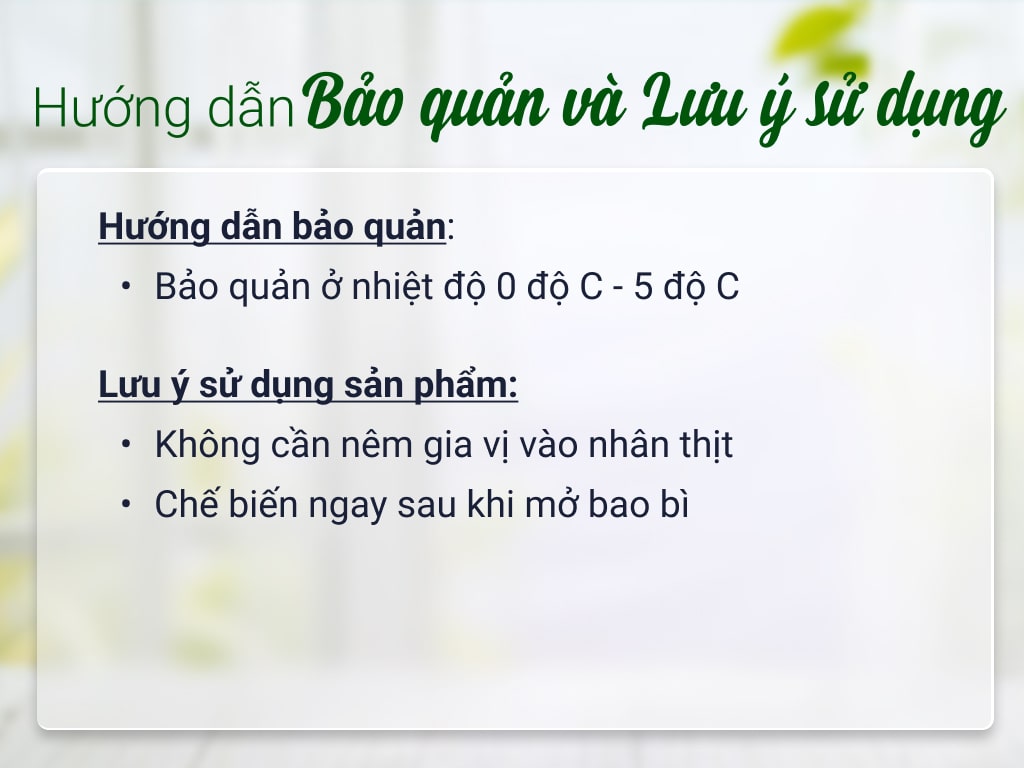 Hướng dẫn Bảo quản và Lưu ý sử dụng
Hướng dẫn bảo quản:
• Bảo quản ở nhiệt độ 0 độ C - 5 độ C
Lưu ý sử dụng sản phẩm:
• Không cần nêm gia vị vào nhân thịt
• Chế biến ngay sau khi mở bao bì